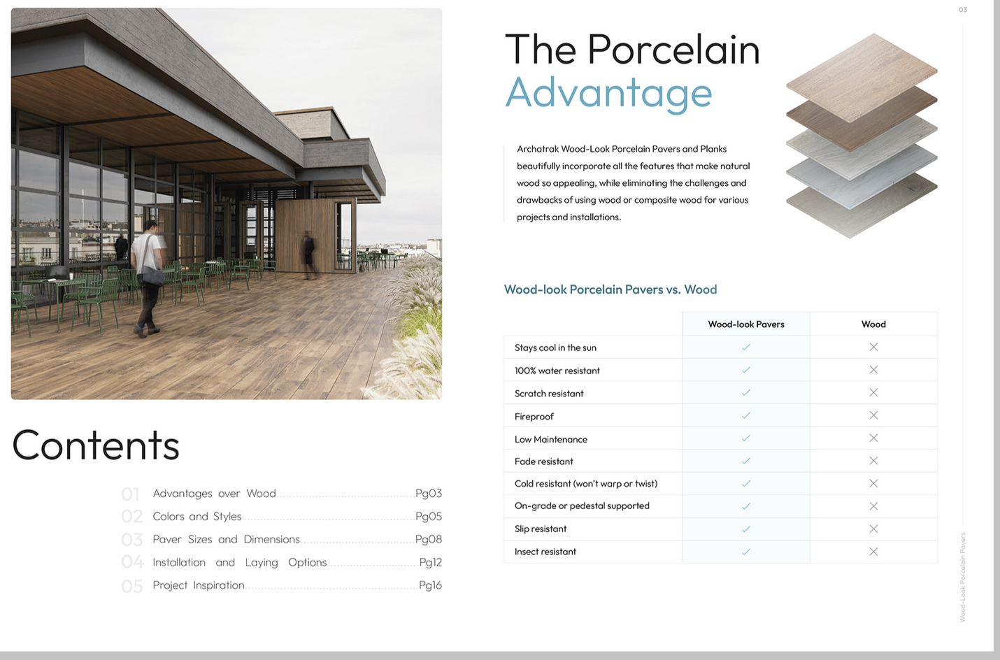 Contents
01 Advantages over Wood Pg03
02 Colors and Styles Pg05
03 Paver Sizes and Dimensions Pg08
04 Installation and Laying Options Pg12
05 Project Inspiration Pg16
03
The Porcelain
Advantage
Archatrak Wood-Look Porcelain Pavers and Planks
beautifully incorporate all the features that make natural
wood so appealing, while eliminating the challenges and
drawbacks of using wood or composite wood for various
projects and installations.
Wood-look Porcelain Pavers vs. Wood
Wood-look Pavers Wood
Stays cool in the sun ✓ ✕
100% water resistant ✓ ✕
Scratch resistant ✓ ✕
Fireproof ✓ ✕
Low Maintenance ✓ ✕
Fade resistant ✓ ✕
Cold resistant (won't warp or twist) ✓ ✕
On-grade or pedestal supported ✓ ✕
Slip resistant ✓ ✕
Insect resistant ✓ ✕
Wood-Look Porcelain Pavers